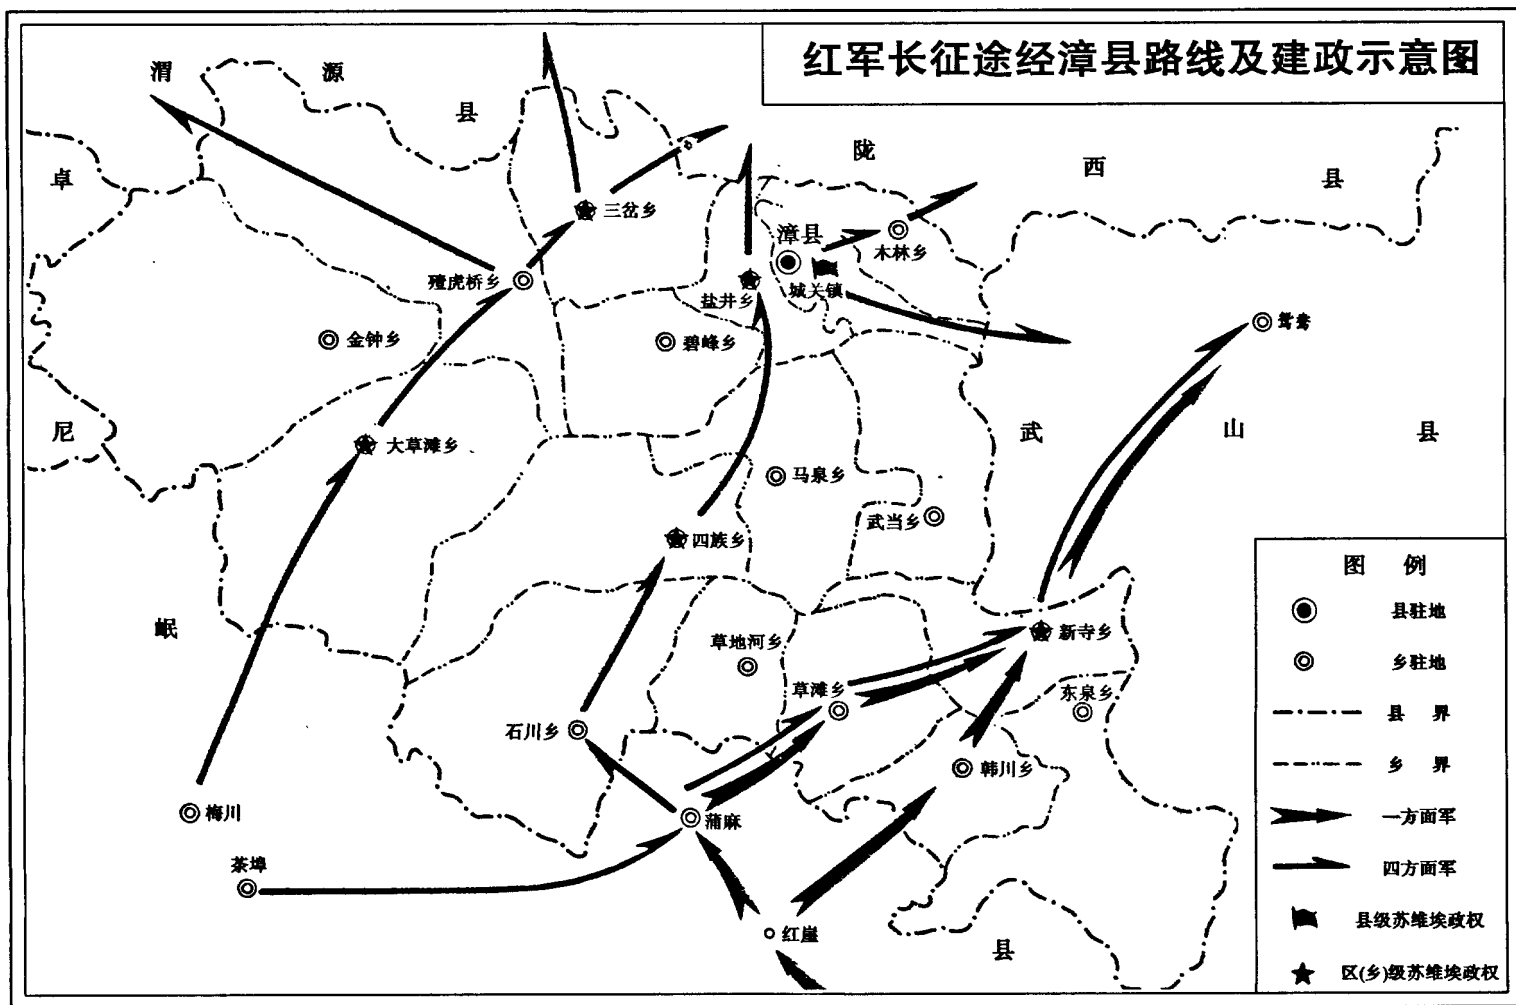 红军长征途经漳县路线及建政示意图
渭 源 县
陇 西 县
卓
尼
三岔乡
漳县
木林乡
殪虎桥乡
盐井乡
城关镇
金钟乡
碧峰乡
鸳鸯
大草滩乡
武 山 县
马泉乡
武当乡
四族乡
岷
新寺乡
草地河乡
草滩乡
东泉乡
石川乡
韩川乡
梅川
蒲麻
茶埠
红崖
县
图 例
县驻地
乡驻地
县 界
乡 界
一方面军
四方面军
县级苏维埃政权
区(乡)级苏维埃政权